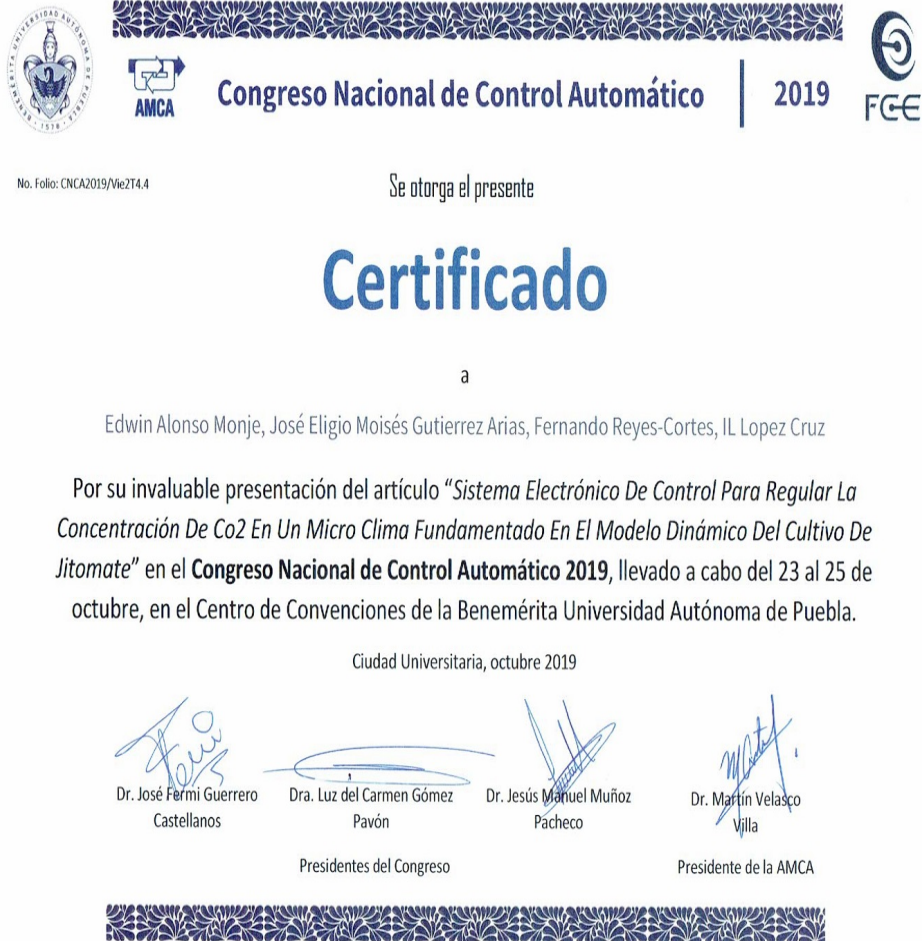 BENEMÉRITA UNIVERSIDAD AUTÓNOMA DE PUEBLA
1578
AMCA
Congreso Nacional de Control Automático | 2019
FCE
No. Folio: CNCA2019/Vie2T4.4
Se otorga el presente
Certificado
a
Edwin Alonso Monje, José Eligio Moisés Gutierrez Arias, Fernando Reyes-Cortes, IL Lopez Cruz
Por su invaluable presentación del artículo “Sistema Electrónico De Control Para Regular La
Concentración De Co2 En Un Micro Clima Fundamentado En El Modelo Dinámico Del Cultivo De
Jitomate” en el Congreso Nacional de Control Automático 2019, llevado a cabo del 23 al 25 de
octubre, en el Centro de Convenciones de la Benemérita Universidad Autónoma de Puebla.
Ciudad Universitaria, octubre 2019
Dr. José Fermi Guerrero
Castellanos
Dra. Luz del Carmen Gómez
Pavón
Dr. Jesús Manuel Muñoz
Pacheco
Dr. Martín Velasco
Villa
Presidentes del Congreso
Presidente de la AMCA